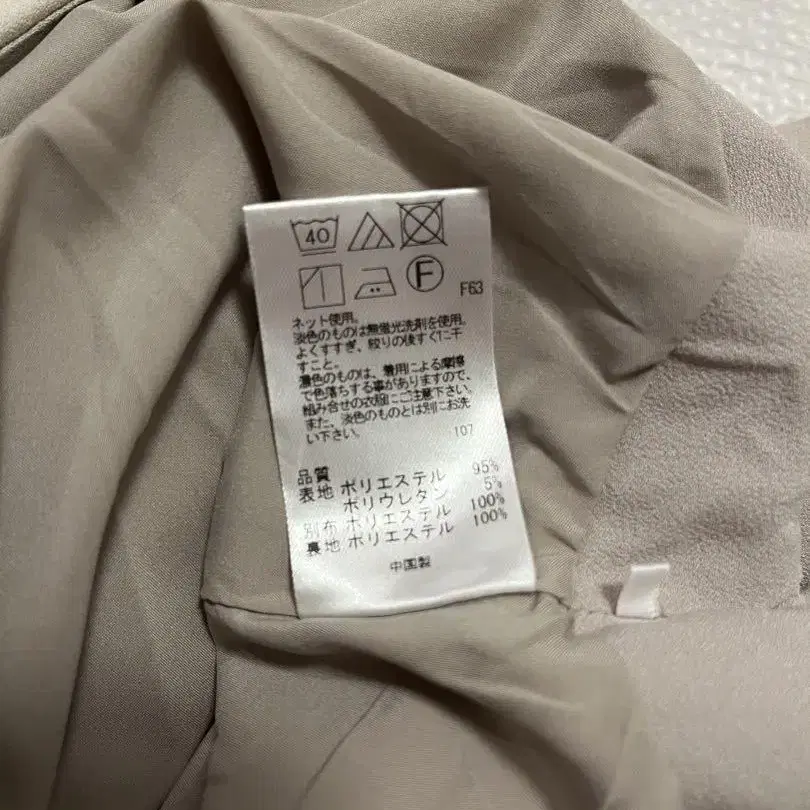 40
F
F63
ネット使用。
淡色のものは無蛍光洗剤を使用。
よくすすぎ、絞りの後すぐに干
すこと。
濃色のものは、着用による摩擦
で色落ちする事がありますので、
組み合せの衣服にご注意下さい。
また、淡色のものとは別にお洗
い下さい。
107
品質
表地 ポリエステル 95%
ポリウレタン 5%
別布 ポリエステル 100%
裏地 ポリエステル 100%
中国製